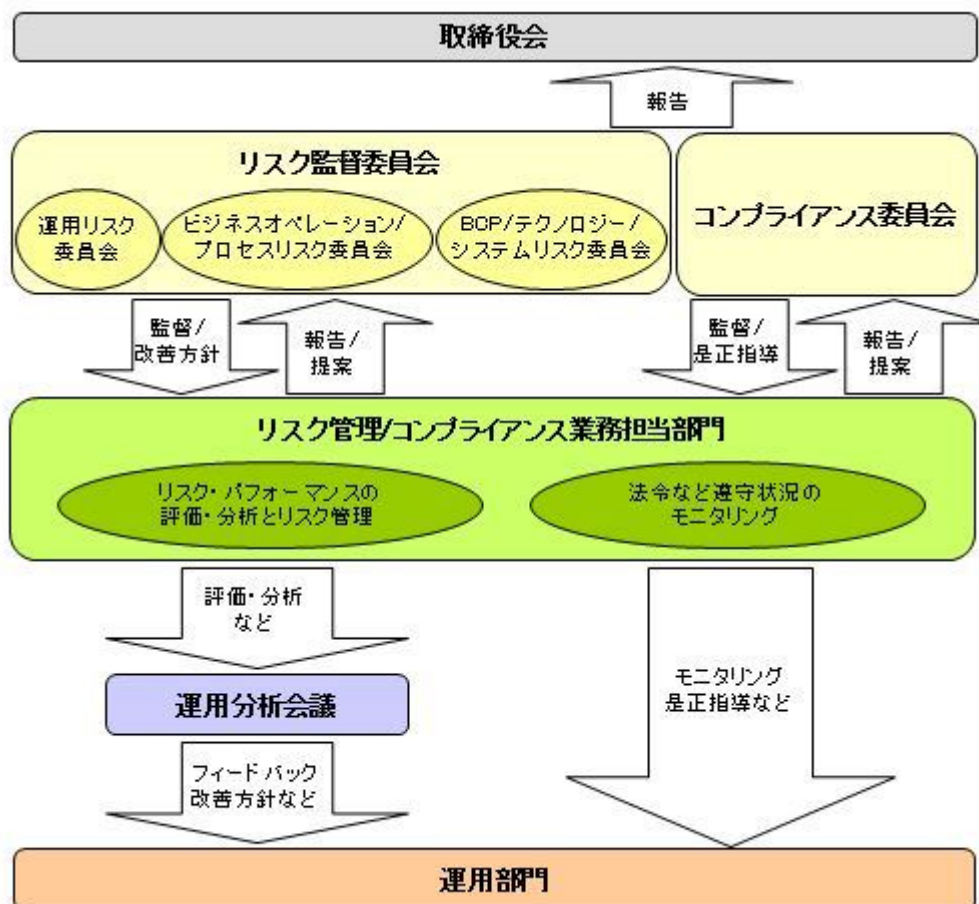 取締役会
報告
リスク監督委員会
運用リスク
委員会
ビジネスオペレーション/
プロセスリスク委員会
BCP/テクノロジー/
システムリスク委員会
コンプライアンス委員会
監督/
改善方針
報告/
提案
監督/
是正指導
報告/
提案
リスク管理/コンプライアンス業務担当部門
リスク・パフォーマンスの
評価・分析とリスク管理
法令など遵守状況の
モニタリング
評価・分析
など
運用分析会議
モニタリング
是正指導など
フィードバック
改善方針など
運用部門